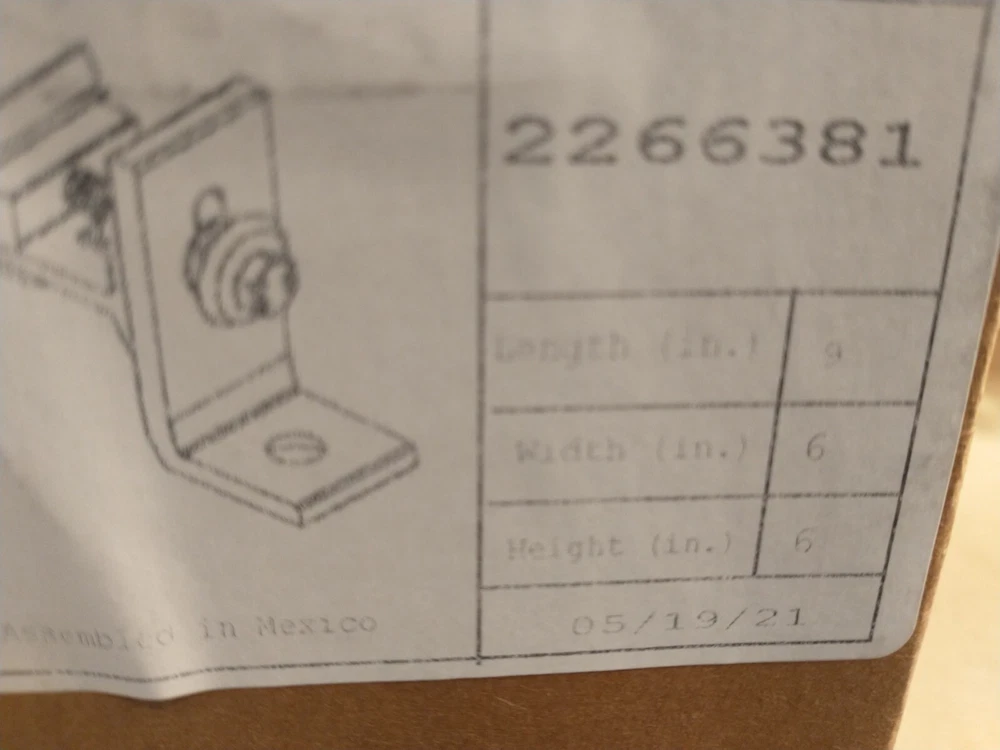 2266381
Length (in.) 9
Width (in.) 6
Height (in.) 6
05/19/21
Assembled in Mexico